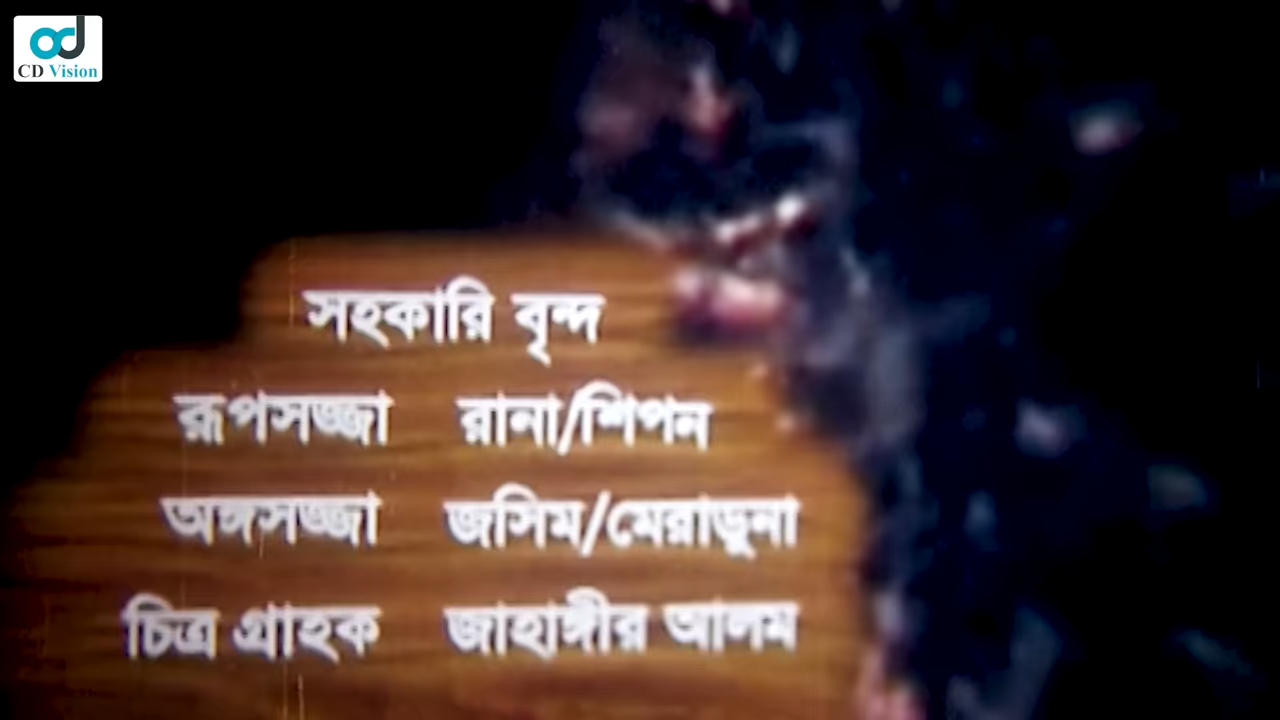 CD Vision
সহকারি বৃন্দ
রূপসজ্জা রানা/শিপন
অঙ্গসজ্জা জসিম/মেরাডুনা
চিত্র গ্রাহক জাহাঙ্গীর আলম